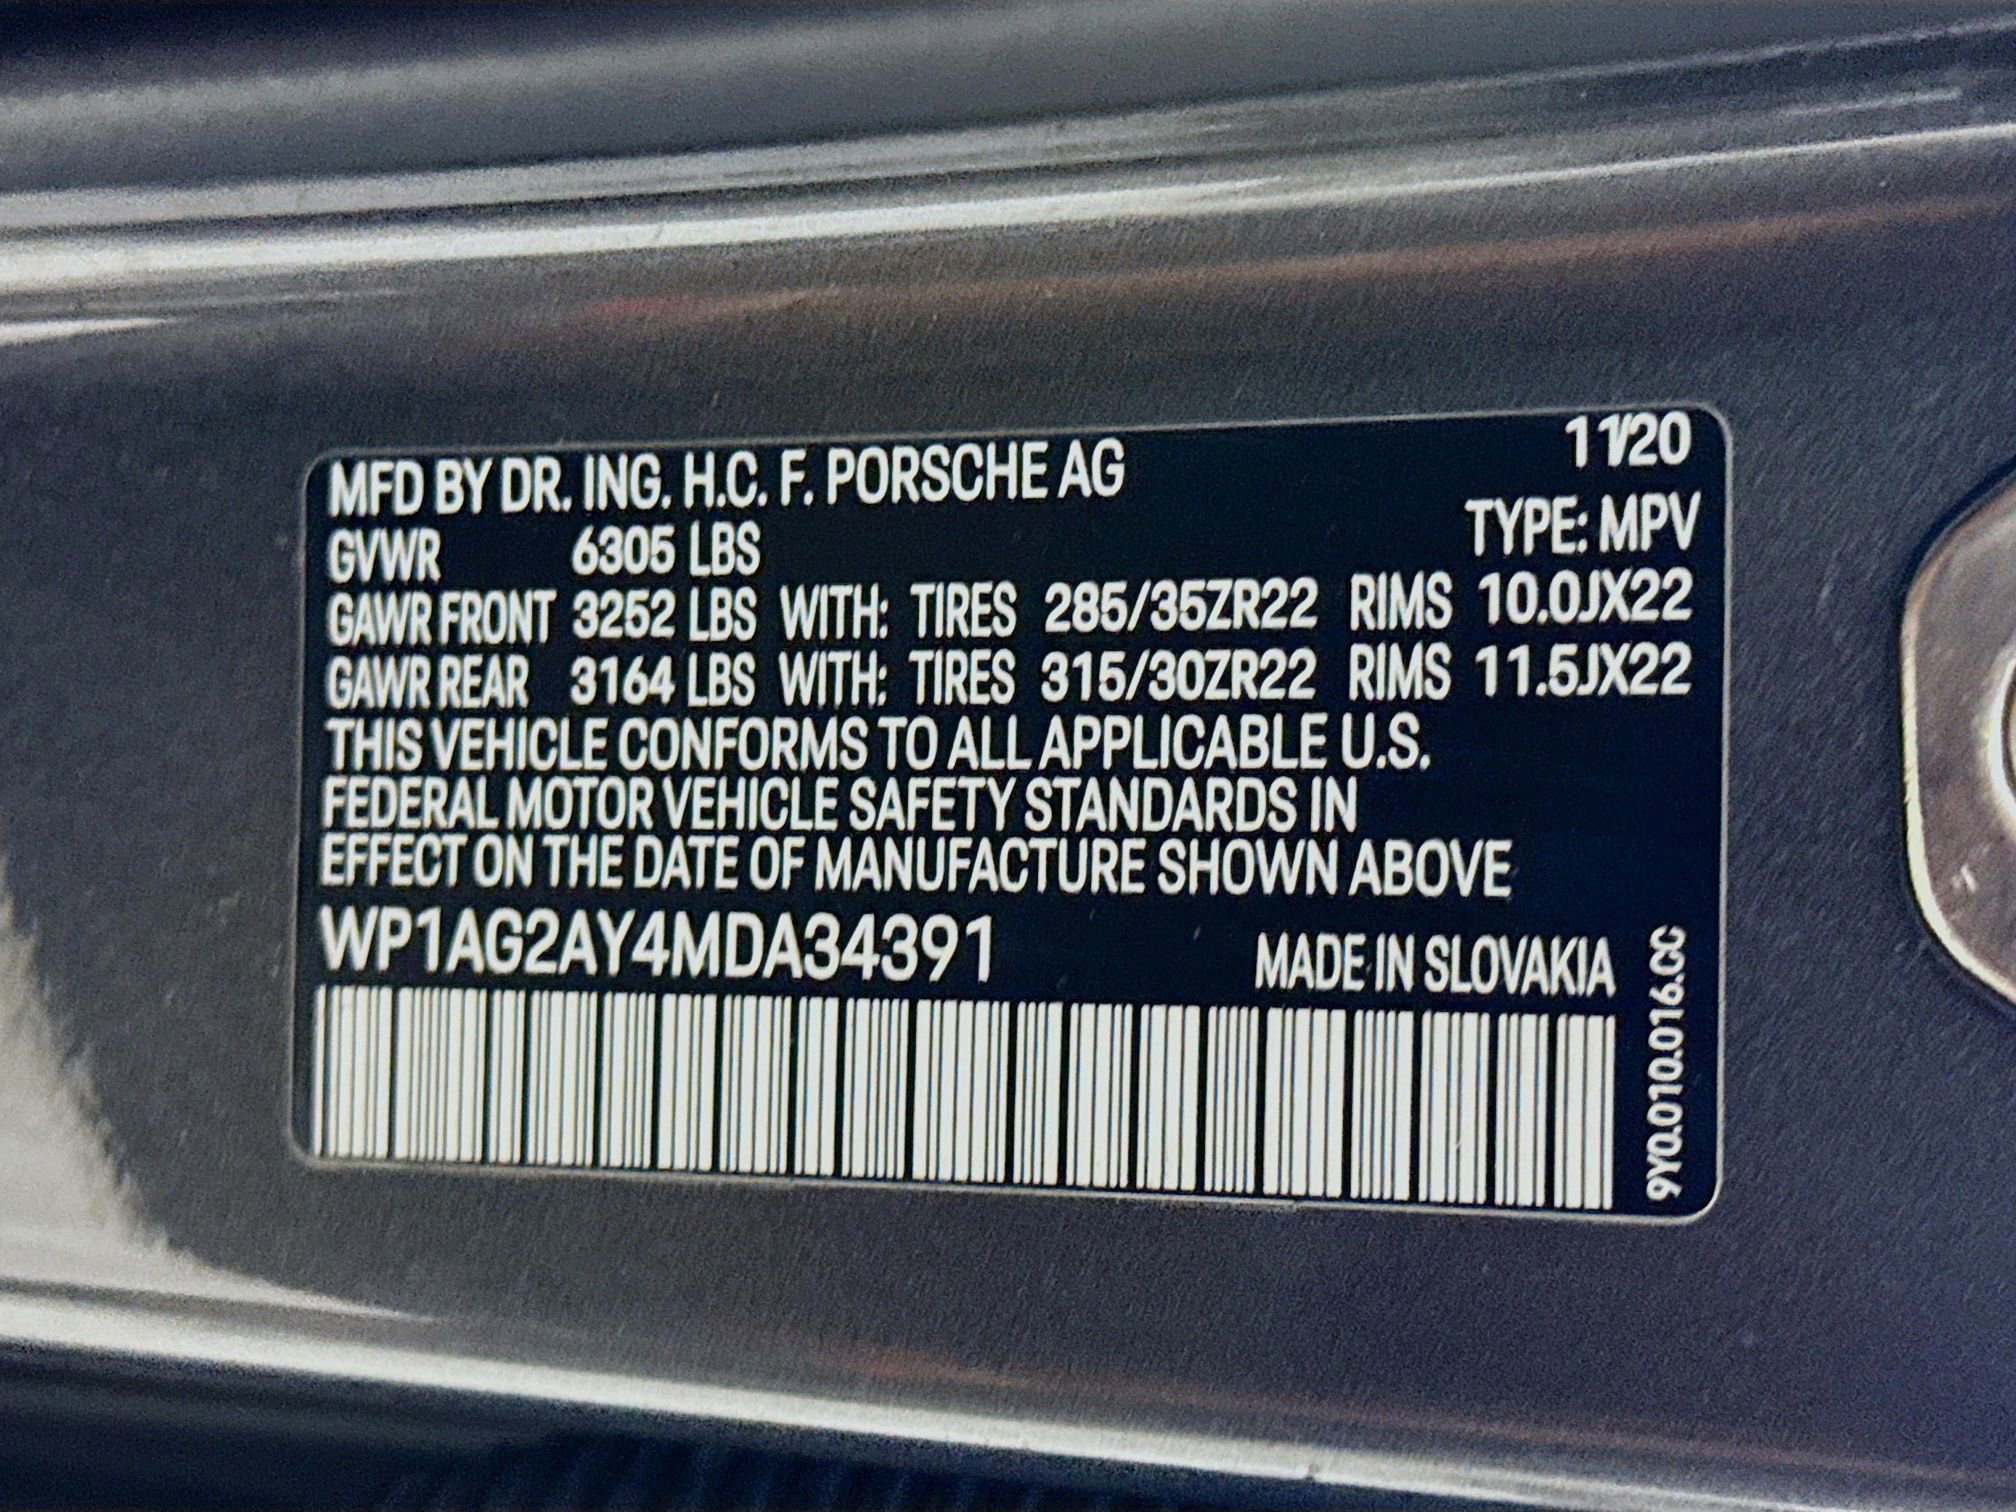 MFD BY DR. ING. H.C. F. PORSCHE AG 11/20
GVWR 6305 LBS TYPE: MPV
GAWR FRONT 3252 LBS WITH: TIRES 285/35ZR22 RIMS 10.0JX22
GAWR REAR 3164 LBS WITH: TIRES 315/30ZR22 RIMS 11.5JX22
THIS VEHICLE CONFORMS TO ALL APPLICABLE U.S.
FEDERAL MOTOR VEHICLE SAFETY STANDARDS IN
EFFECT ON THE DATE OF MANUFACTURE SHOWN ABOVE
WP1AG2AY4MDA34391 MADE IN SLOVAKIA
9Y0.010.016.CC